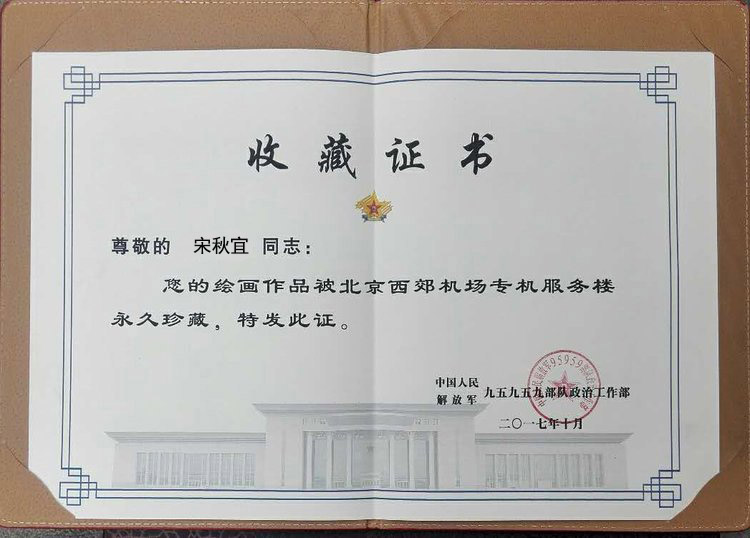 收藏证书
尊敬的 宋秋宜 同志：
您的绘画作品被北京西郊机场专机服务楼
永久珍藏，特发此证。
中国人民
解放军 九五九五九部队政治工作部
二〇一七年十月